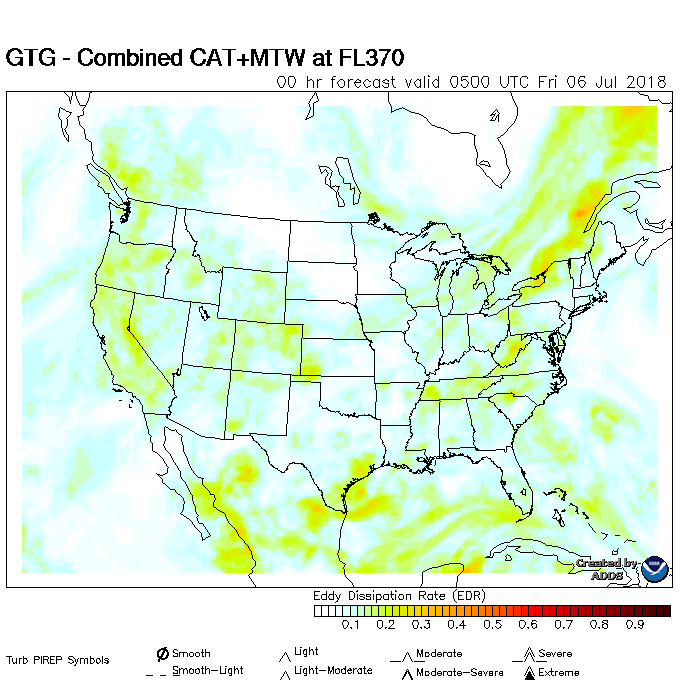 GTG - Combined CAT+MTW at FL370
00 hr forecast valid 0500 UTC Fri 06 Jul 2018
Created by
ADDS
NOAA
Eddy Dissipation Rate (EDR)
0.1 0.2 0.3 0.4 0.5 0.6 0.7 0.8 0.9
Turb PIREP Symbols
Smooth Light Moderate Severe
Smooth-Light Light-Moderate Moderate-Severe Extreme